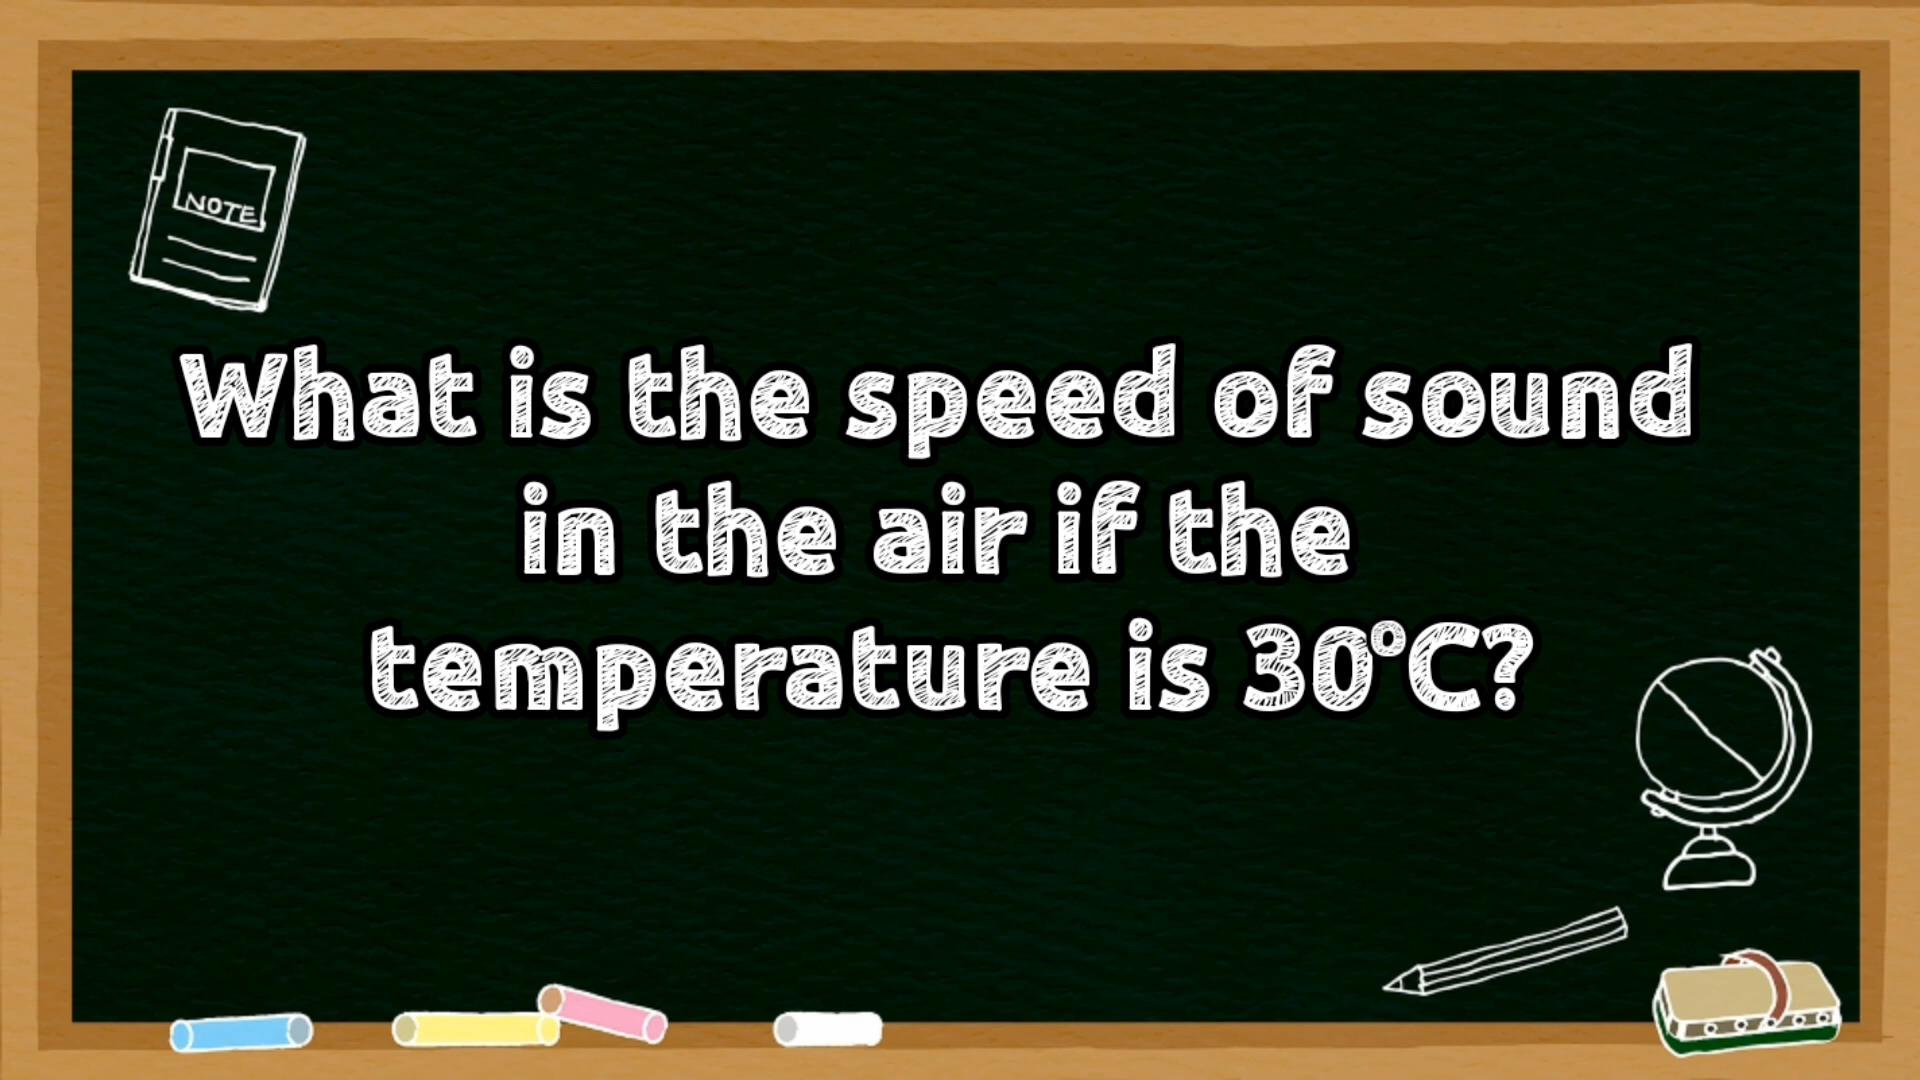 NOTE
What is the speed of sound
in the air if the
temperature is 30°C?